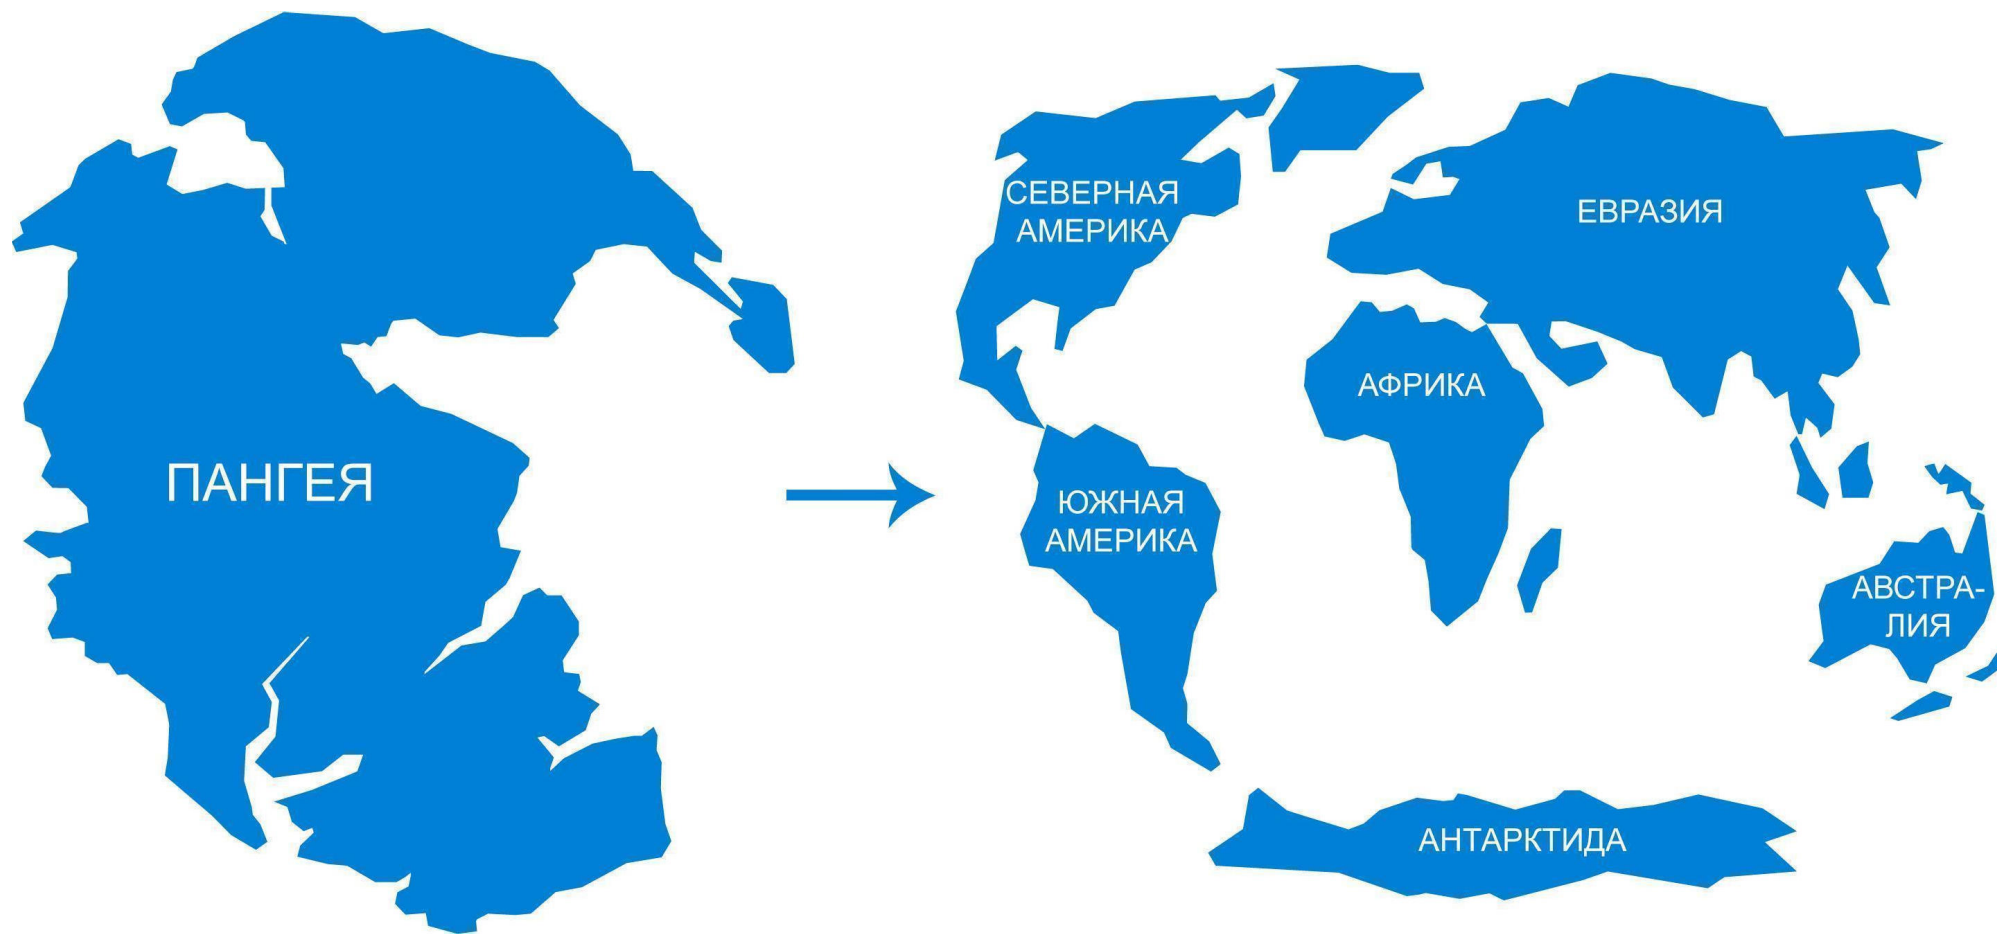 ПАНГЕЯ
СЕВЕРНАЯ
АМЕРИКА
ЕВРАЗИЯ
АФРИКА
ЮЖНАЯ
АМЕРИКА
АВСТРА-
ЛИЯ
АНТАРКТИДА